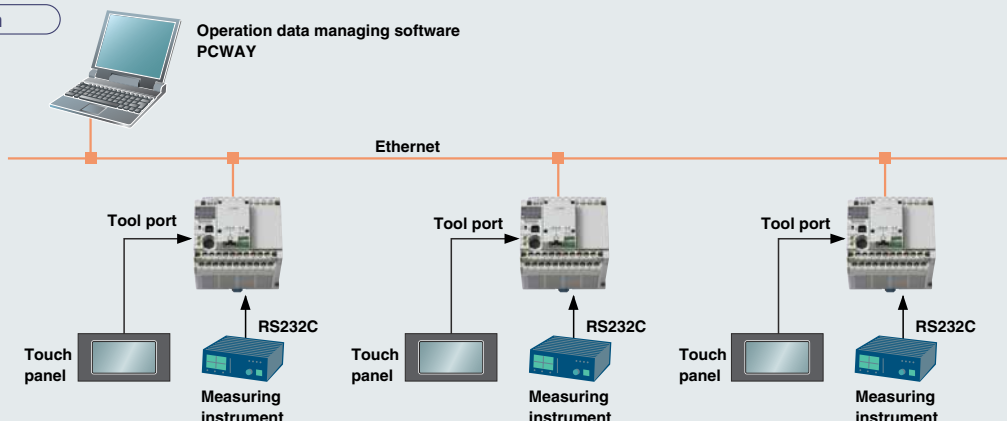 Operation data managing software
PCWAY
Ethernet
Tool port
Tool port
Tool port
RS232C
RS232C
RS232C
Touch
panel
Touch
panel
Touch
panel
Measuring
instrument
Measuring
instrument
Measuring
instrument